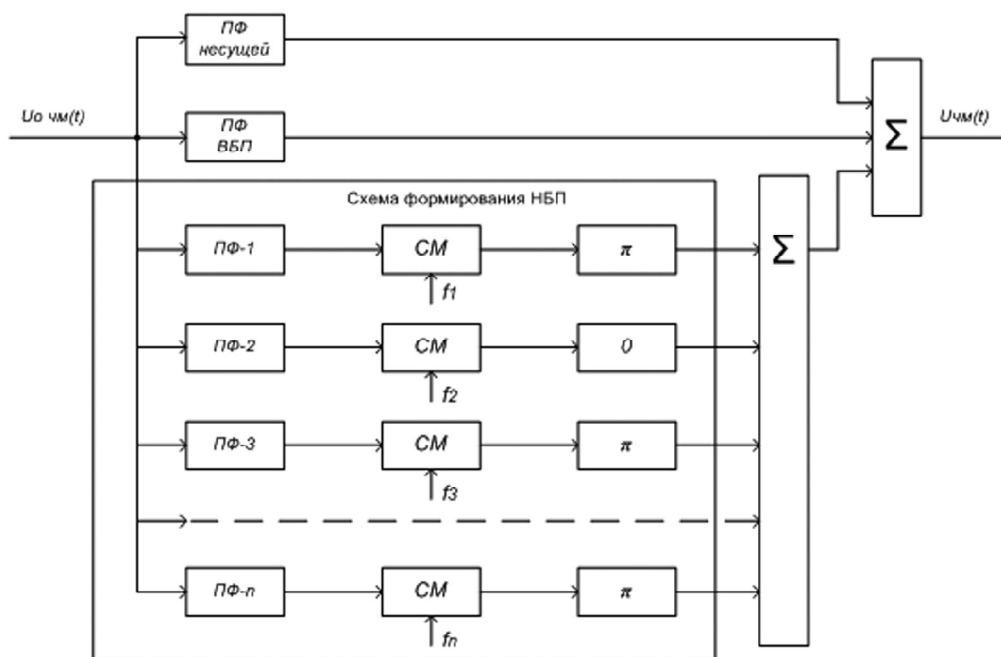 ПФ
несущей
Uо чм(t)
ПФ
ВБП
Σ
Uчм(t)
Схема формирования НБП
ПФ-1
СМ
π
Σ
f1
ПФ-2
СМ
0
f2
ПФ-3
СМ
π
f3
ПФ-n
СМ
π
fn